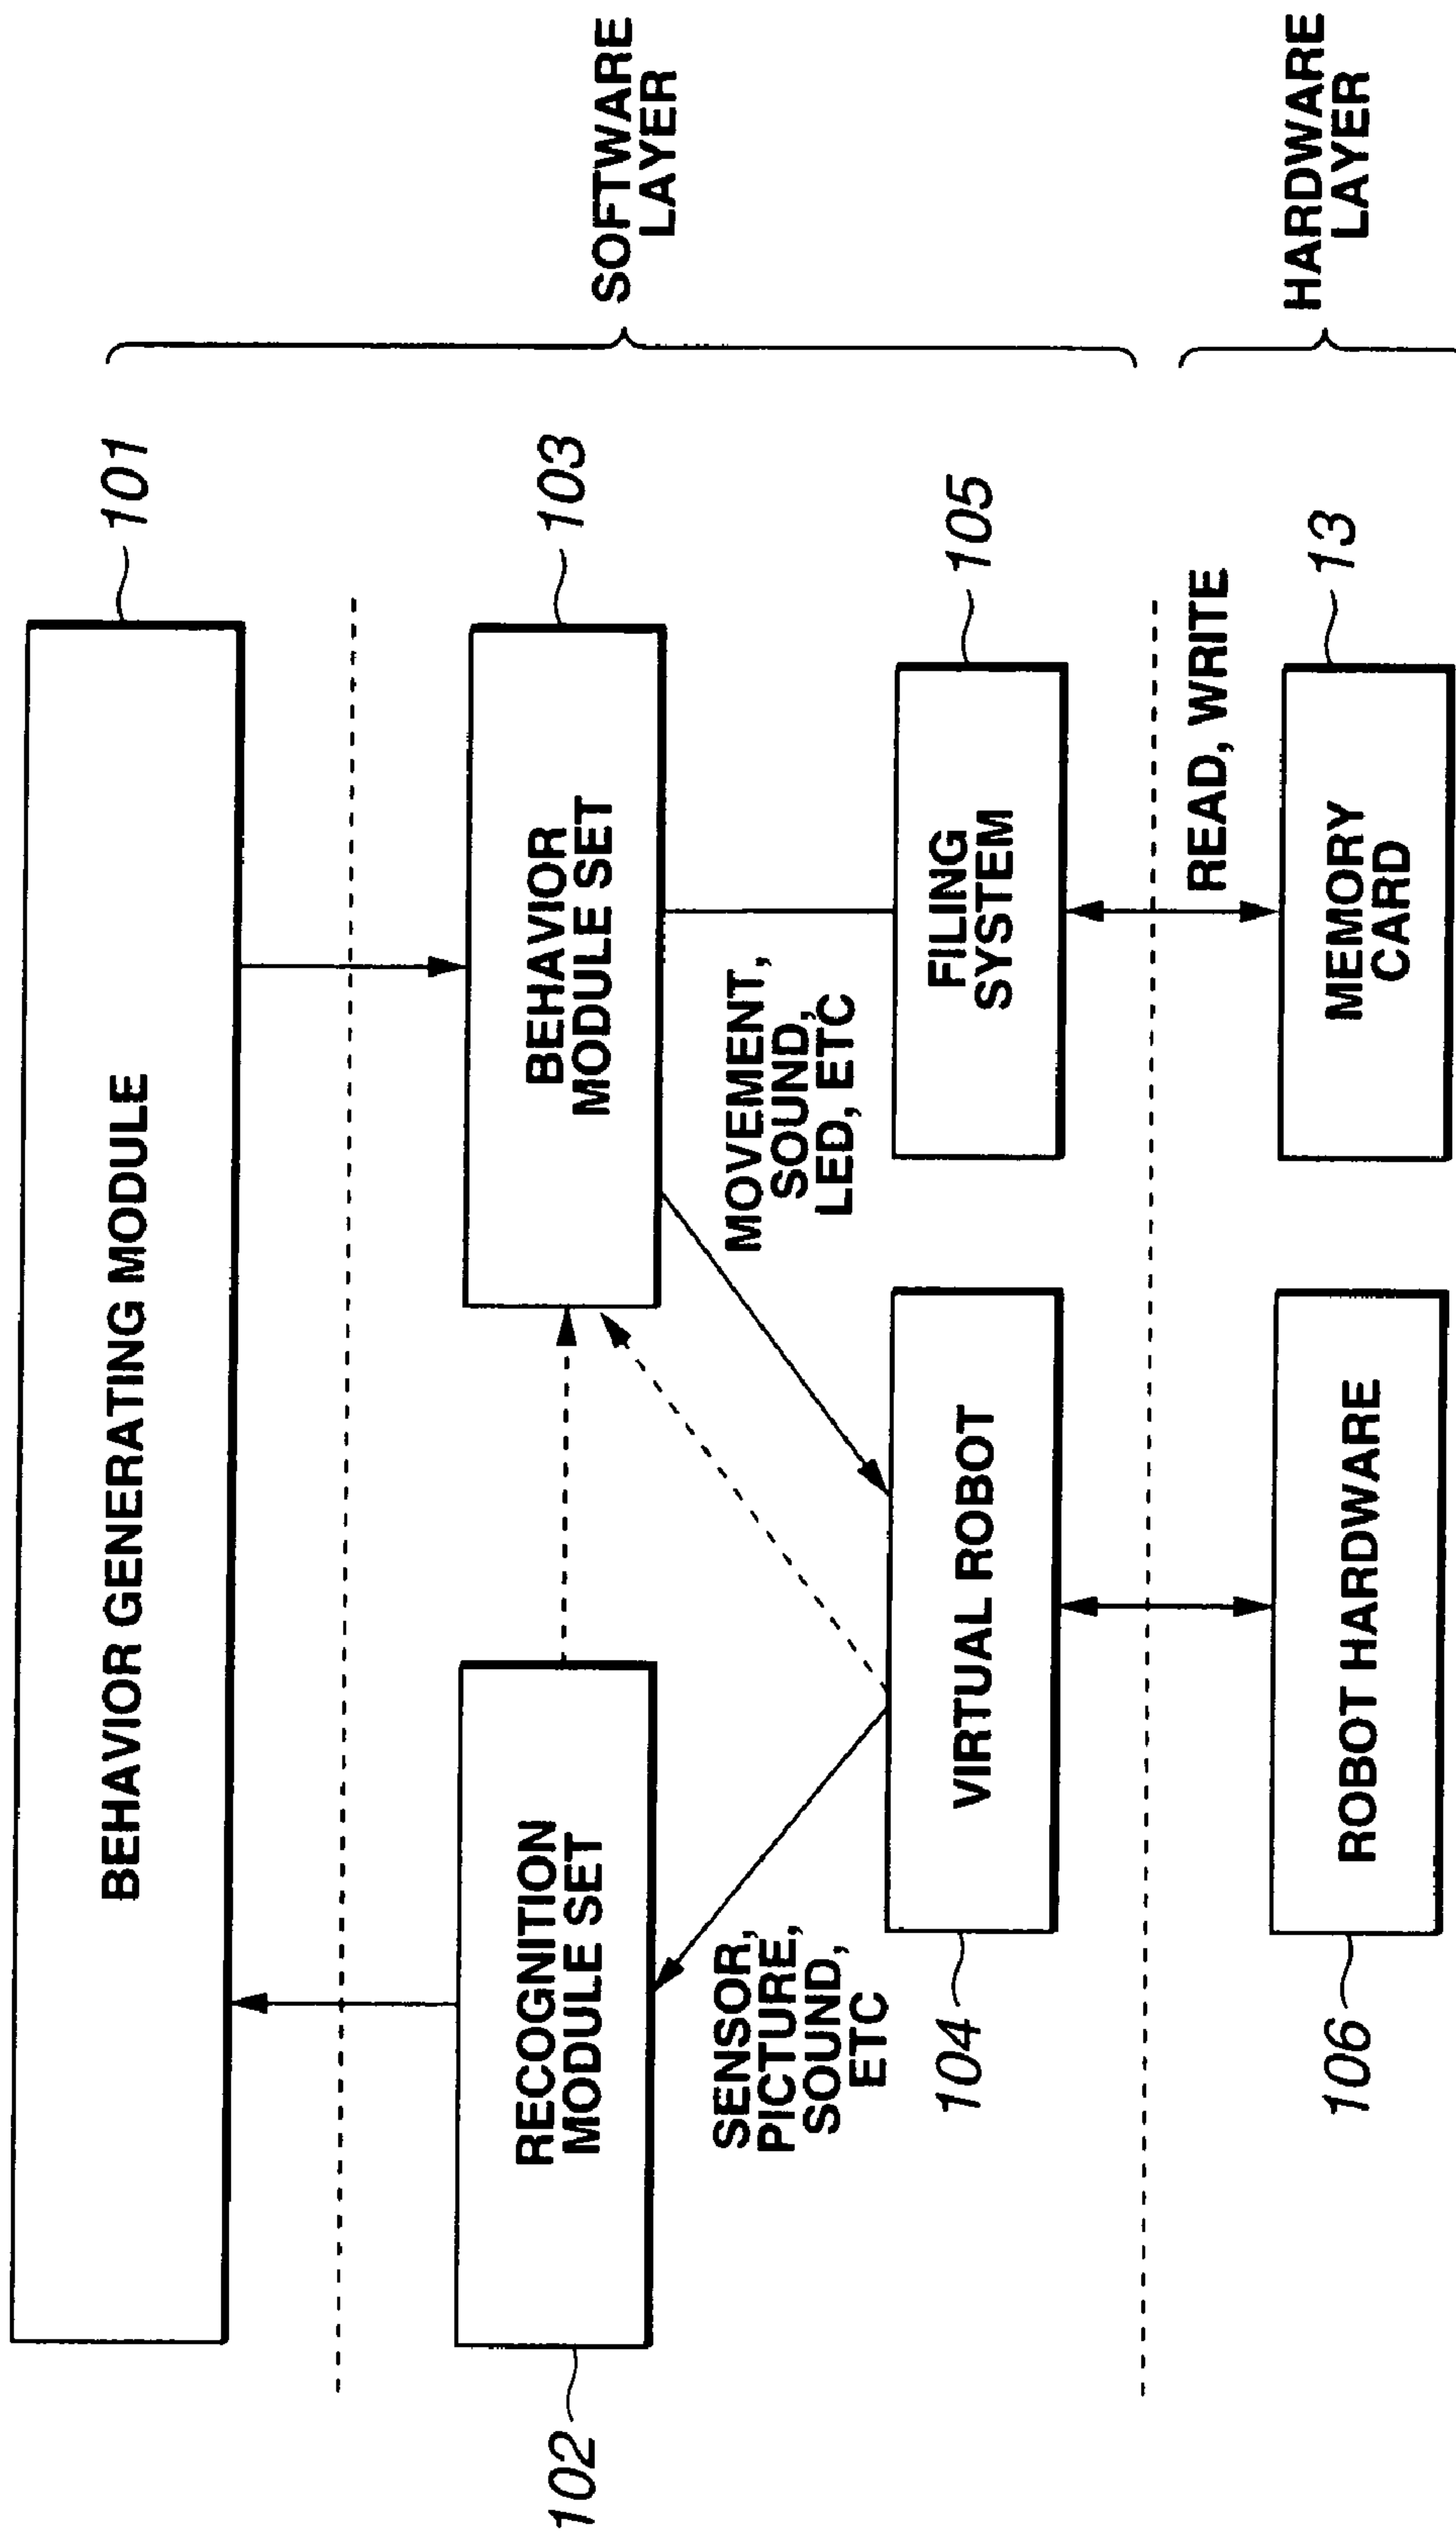 BEHAVIOR GENERATING MODULE
101
SOFTWARE
LAYER
102
RECOGNITION
MODULE SET
BEHAVIOR
MODULE SET
103
SENSOR,
PICTURE,
SOUND,
ETC
MOVEMENT,
SOUND,
LED, ETC
104
VIRTUAL ROBOT
FILING
SYSTEM
105
READ, WRITE
106
ROBOT HARDWARE
MEMORY
CARD
13
HARDWARE
LAYER